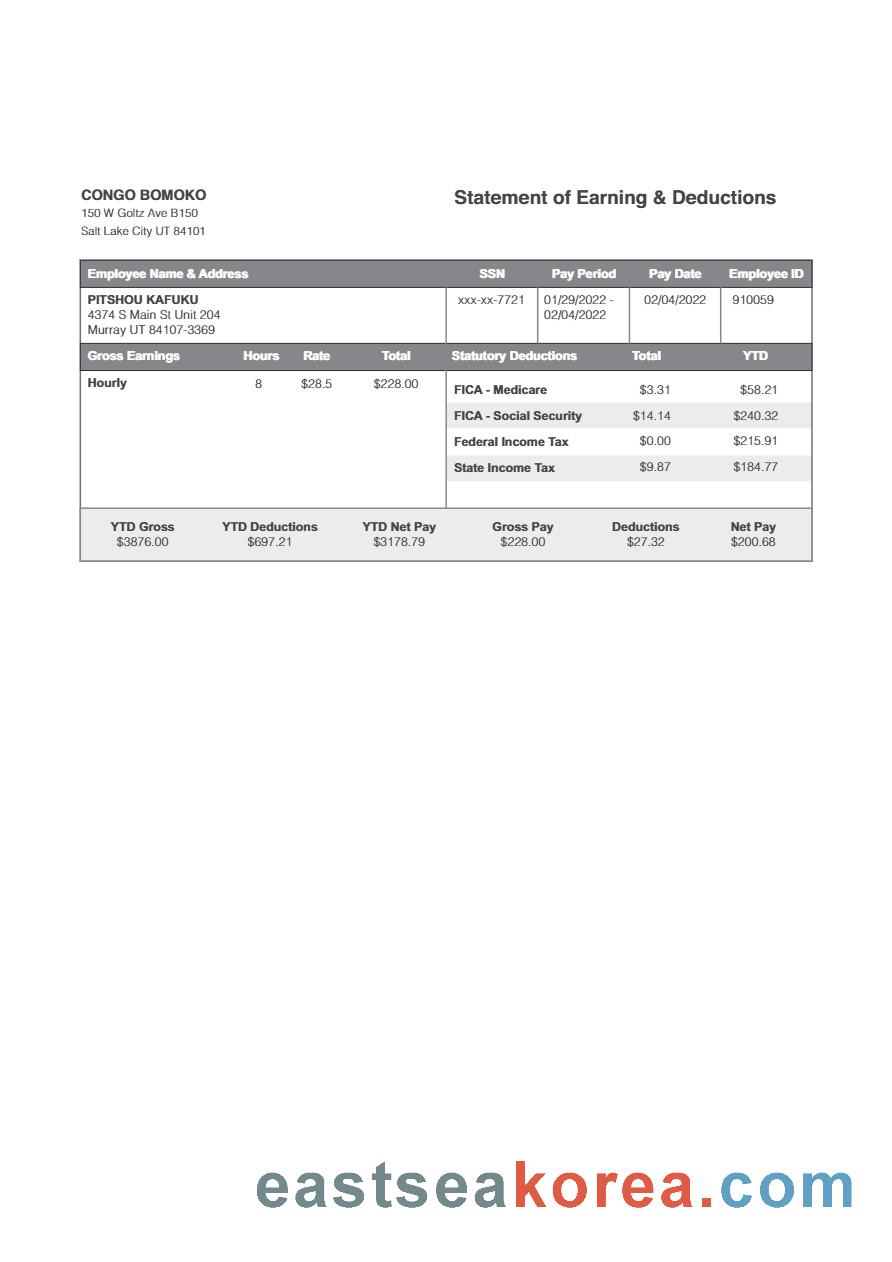 CONGO BOMOKO
150 W Goltz Ave B150
Salt Lake City UT 84101
Statement of Earning & Deductions
Employee Name & Address SSN Pay Period Pay Date Employee ID
PITSHOU KAFUKU xxx-xx-7721 01/29/2022 - 02/04/2022 910059
4374 S Main St Unit 204 02/04/2022
Murray UT 84107-3369
Gross Earnings Hours Rate Total Statutory Deductions Total YTD
Hourly 8 $28.5 $228.00
FICA - Medicare $3.31 $58.21
FICA - Social Security $14.14 $240.32
Federal Income Tax $0.00 $215.91
State Income Tax $9.87 $184.77
YTD Gross YTD Deductions YTD Net Pay Gross Pay Deductions Net Pay
$3876.00 $697.21 $3178.79 $228.00 $27.32 $200.68
eastseakorea.com